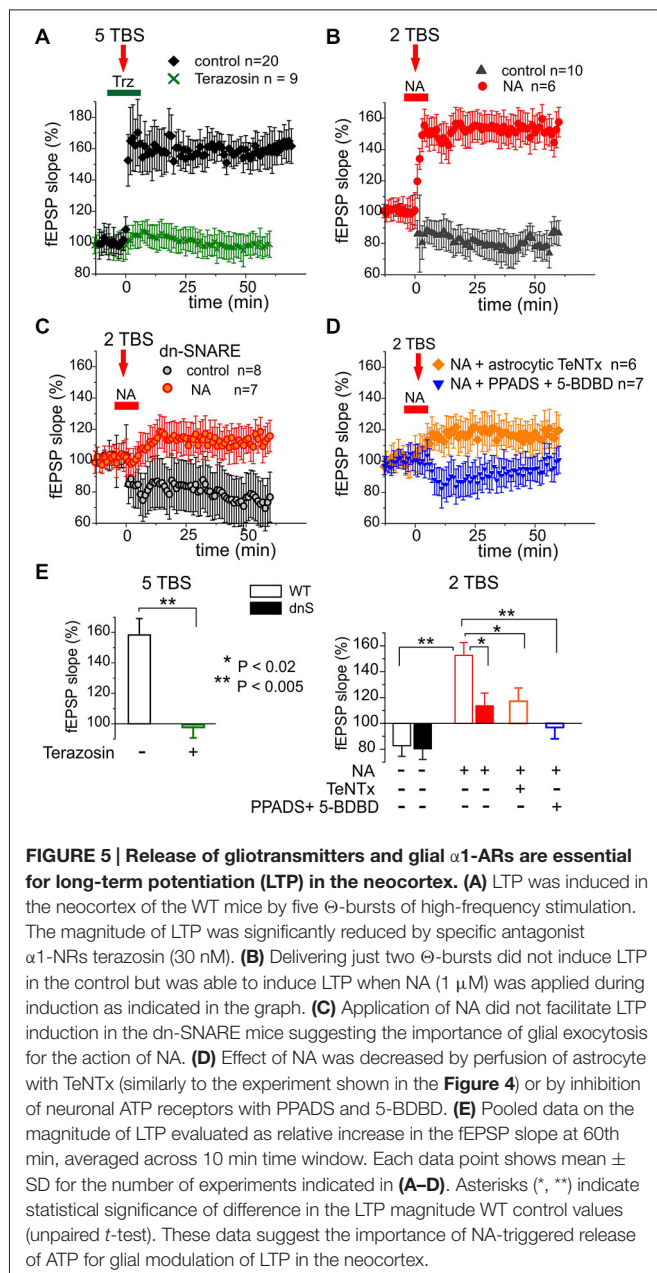 A
5 TBS
Trz
control n=20
Terazosin n = 9
fEPSP slope (%)
160
140
120
100
80
0 25 50
time (min)
B
2 TBS
NA
control n=10
NA n=6
fEPSP slope (%)
160
140
120
100
80
60
0 25 50
time (min)
C
2 TBS
dn-SNARE
control n=8
NA n=7
NA
fEPSP slope (%)
160
140
120
100
80
60
0 25 50
time (min)
D
2 TBS
NA + astrocytic TeNTx n=6
NA + PPADS + 5-BDBD n=7
NA
fEPSP slope (%)
160
140
120
100
80
60
0 25 50
time (min)
E
5 TBS
**
WT
dnS
fEPSP slope (%)
160
140
120
100
* P < 0.02
** P < 0.005
Terazosin - +
2 TBS
** ** * *
fEPSP slope (%)
160
140
120
100
80
NA - - + + + +
TeNTx - - - - + -
PPADS+ 5-BDBD - - - - - +
FIGURE 5 | Release of gliotransmitters and glial α1-ARs are essential
for long-term potentiation (LTP) in the neocortex. (A) LTP was induced in
the neocortex of the WT mice by five Θ-bursts of high-frequency stimulation.
The magnitude of LTP was significantly reduced by specific antagonist
α1-NRs terazosin (30 nM). (B) Delivering just two Θ-bursts did not induce LTP
in the control but was able to induce LTP when NA (1 μM) was applied during
induction as indicated in the graph. (C) Application of NA did not facilitate LTP
induction in the dn-SNARE mice suggesting the importance of glial exocytosis
for the action of NA. (D) Effect of NA was decreased by perfusion of astrocyte
with TeNTx (similarly to the experiment shown in the Figure 4) or by inhibition
of neuronal ATP receptors with PPADS and 5-BDBD. (E) Pooled data on the
magnitude of LTP evaluated as relative increase in the fEPSP slope at 60th
min, averaged across 10 min time window. Each data point shows mean ±
SD for the number of experiments indicated in (A–D). Asterisks (*, **) indicate
statistical significance of difference in the LTP magnitude WT control values
(unpaired t-test). These data suggest the importance of NA-triggered release
of ATP for glial modulation of LTP in the neocortex.